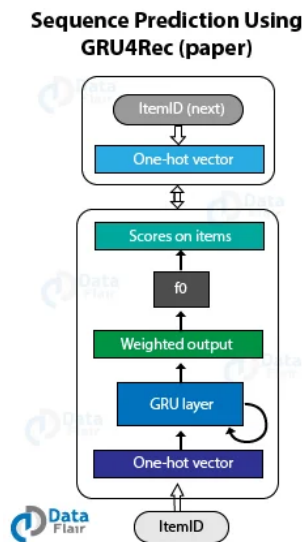 Sequence Prediction Using
GRU4Rec (paper)
ItemID (next)
One-hot vector
Scores on items
f0
Weighted output
GRU layer
One-hot vector
ItemID
Data
Flair